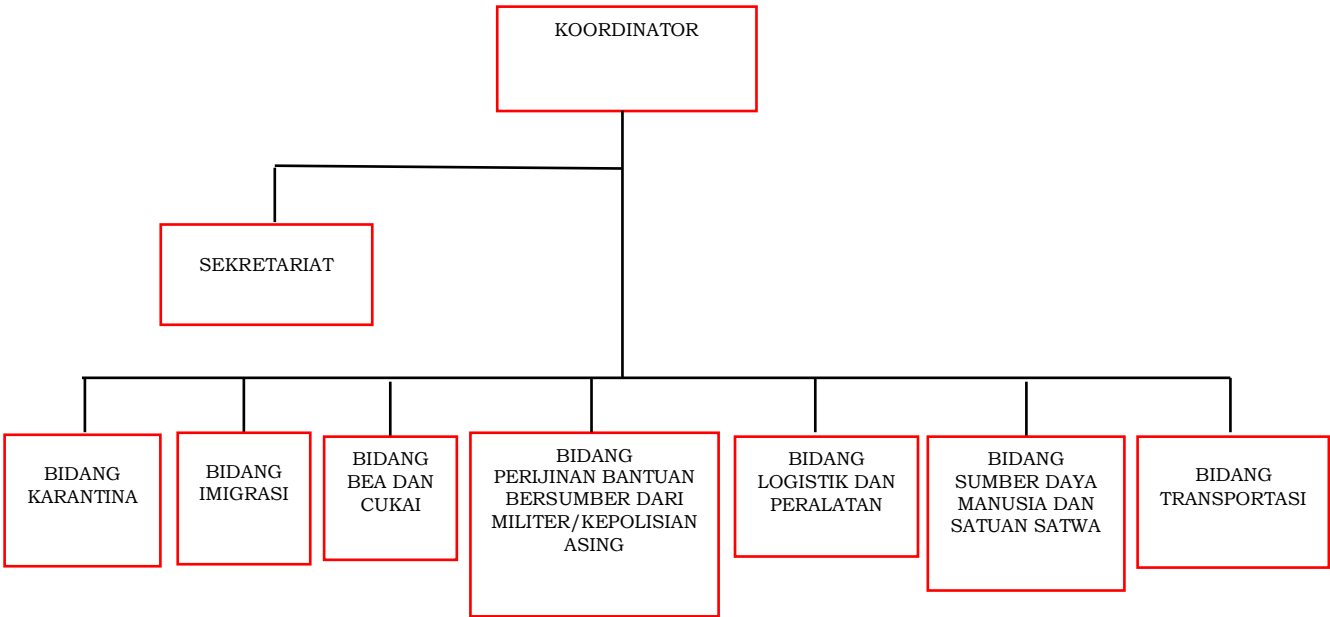 KOORDINATOR
SEKRETARIAT
BIDANG
KARANTINA
BIDANG
IMIGRASI
BIDANG
BEA DAN
CUKAI
BIDANG
PERIJINAN BANTUAN
BERSUMBER DARI
MILITER/KEPOLISIAN
ASING
BIDANG
LOGISTIK DAN
PERALATAN
BIDANG
SUMBER DAYA
MANUSIA DAN
SATUAN SATWA
BIDANG
TRANSPORTASI